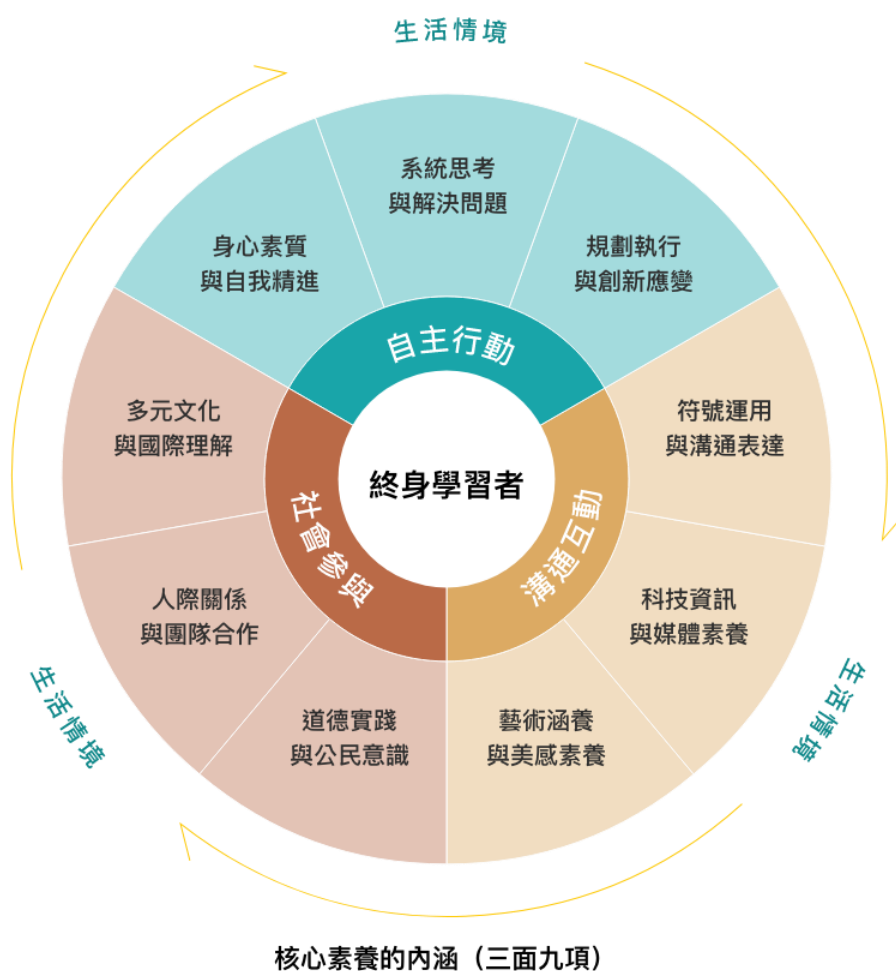 生活情境
系統思考
與解決問題
身心素質
與自我精進
規劃執行
與創新應變
自主行動
多元文化
與國際理解
符號運用
與溝通表達
終身學習者
社會參與
溝通互動
人際關係
與團隊合作
科技資訊
與媒體素養
生活情境
生活情境
道德實踐
與公民意識
藝術涵養
與美感素養
核心素養的內涵（三面九項）